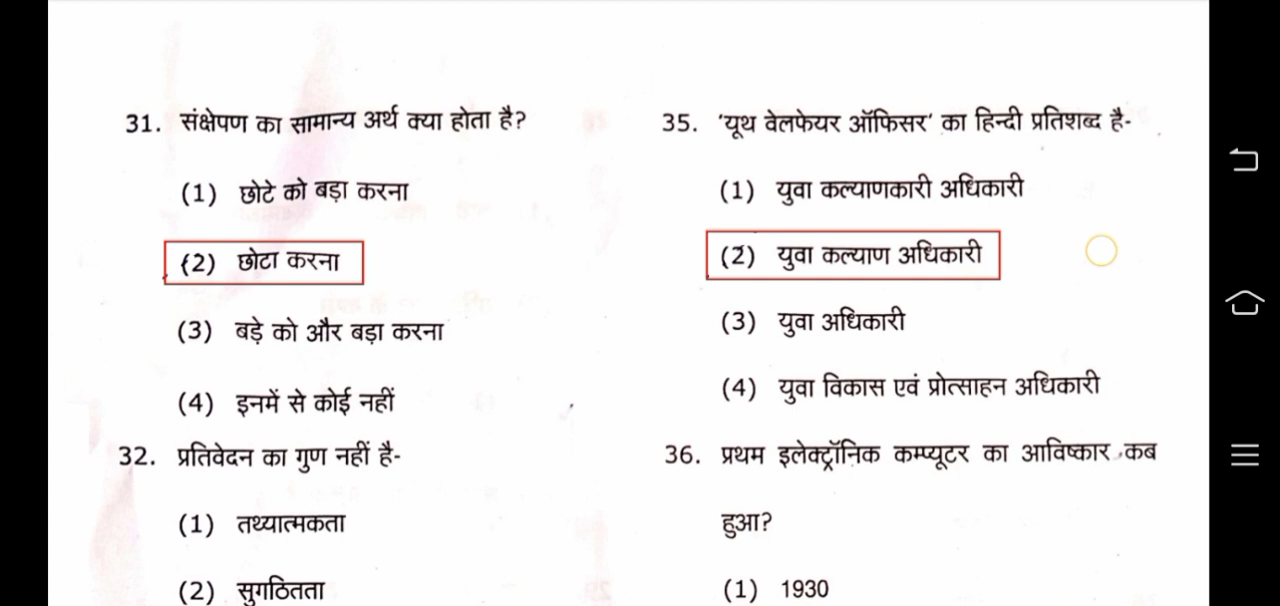 31. संक्षेपण का सामान्य अर्थ क्या होता है?
(1) छोटे को बड़ा करना
(2) छोटा करना
(3) बड़े को और बड़ा करना
(4) इनमें से कोई नहीं
32. प्रतिवेदन का गुण नहीं है-
(1) तथ्यात्मकता
(2) सुगठितता
35. ‘यूथ वेलफेयर ऑफिसर’ का हिन्दी प्रतिशब्द है-
(1) युवा कल्याणकारी अधिकारी
(2) युवा कल्याण अधिकारी
(3) युवा अधिकारी
(4) युवा विकास एवं प्रोत्साहन अधिकारी
36. प्रथम इलेक्ट्रॉनिक कम्प्यूटर का आविष्कार कब
हुआ?
(1) 1930